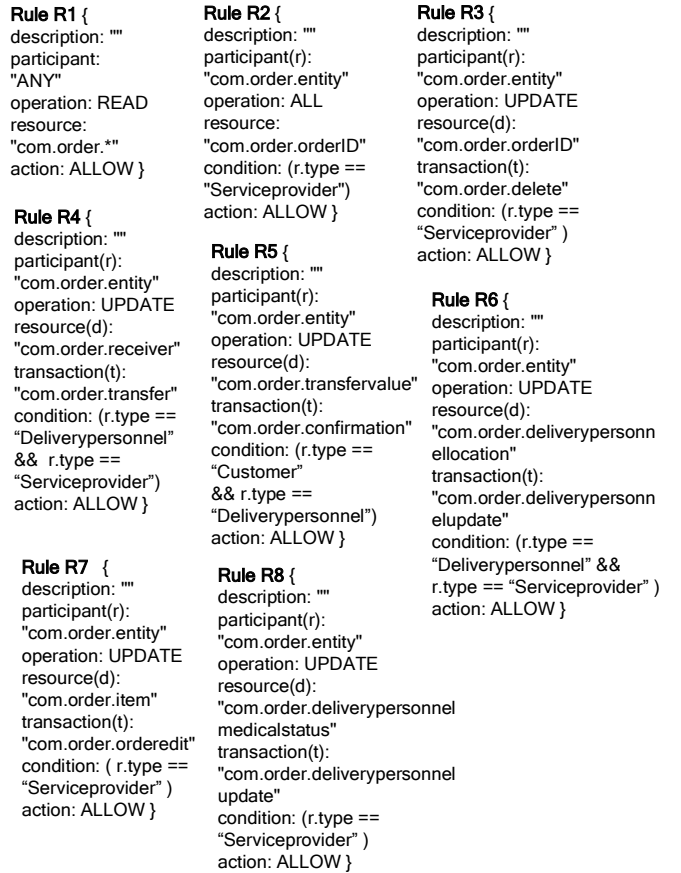 Rule R1 {
description: ""
participant:
"ANY"
operation: READ
resource:
"com.order.*"
action: ALLOW }
Rule R2 {
description: ""
participant(r):
"com.order.entity"
operation: ALL
resource:
"com.order.orderID"
condition: (r.type ==
"Serviceprovider")
action: ALLOW }
Rule R3 {
description: ""
participant(r):
"com.order.entity"
operation: UPDATE
resource(d):
"com.order.orderID"
transaction(t):
"com.order.delete"
condition: (r.type ==
“Serviceprovider” )
action: ALLOW }
Rule R4 {
description: ""
participant(r):
"com.order.entity"
operation: UPDATE
resource(d):
"com.order.receiver"
transaction(t):
"com.order.transfer"
condition: (r.type ==
“Deliverypersonnel”
&& r.type ==
“Serviceprovider”)
action: ALLOW }
Rule R5 {
description: ""
participant(r):
"com.order.entity"
operation: UPDATE
resource(d):
"com.order.transfervalue"
transaction(t):
"com.order.confirmation"
condition: (r.type ==
“Customer”
&& r.type ==
“Deliverypersonnel”)
action: ALLOW }
Rule R6 {
description: ""
participant(r):
"com.order.entity"
operation: UPDATE
resource(d):
"com.order.deliverypersonn
ellocation"
transaction(t):
"com.order.deliverypersonn
elupdate"
condition: (r.type ==
“Deliverypersonnel” &&
r.type == “Serviceprovider” )
action: ALLOW }
Rule R7 {
description: ""
participant(r):
"com.order.entity"
operation: UPDATE
resource(d):
"com.order.item"
transaction(t):
"com.order.orderedit"
condition: ( r.type ==
“Serviceprovider” )
action: ALLOW }
Rule R8 {
description: ""
participant(r):
"com.order.entity"
operation: UPDATE
resource(d):
"com.order.deliverypersonnel
medicalstatus"
transaction(t):
"com.order.deliverypersonnel
update"
condition: (r.type ==
“Serviceprovider” )
action: ALLOW }